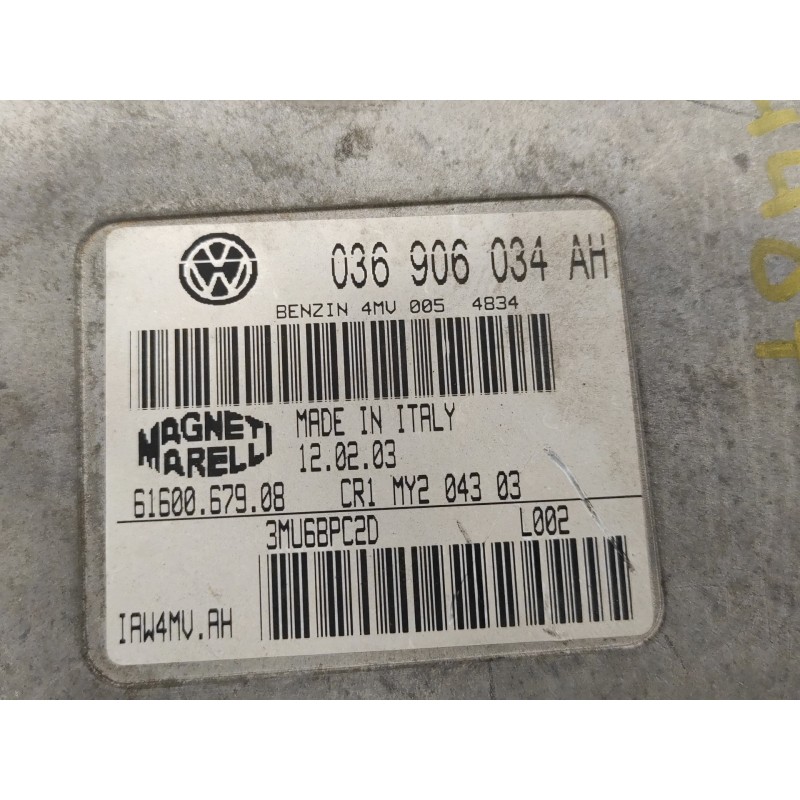 036 906 034 AH
BENZIN 4MV 005 4834
MAGNETI MARELLI
MADE IN ITALY
12.02.03
61600.679.08 CR1 MY2 043 03
3MU6BPC2D L002
IAW4MV.AH